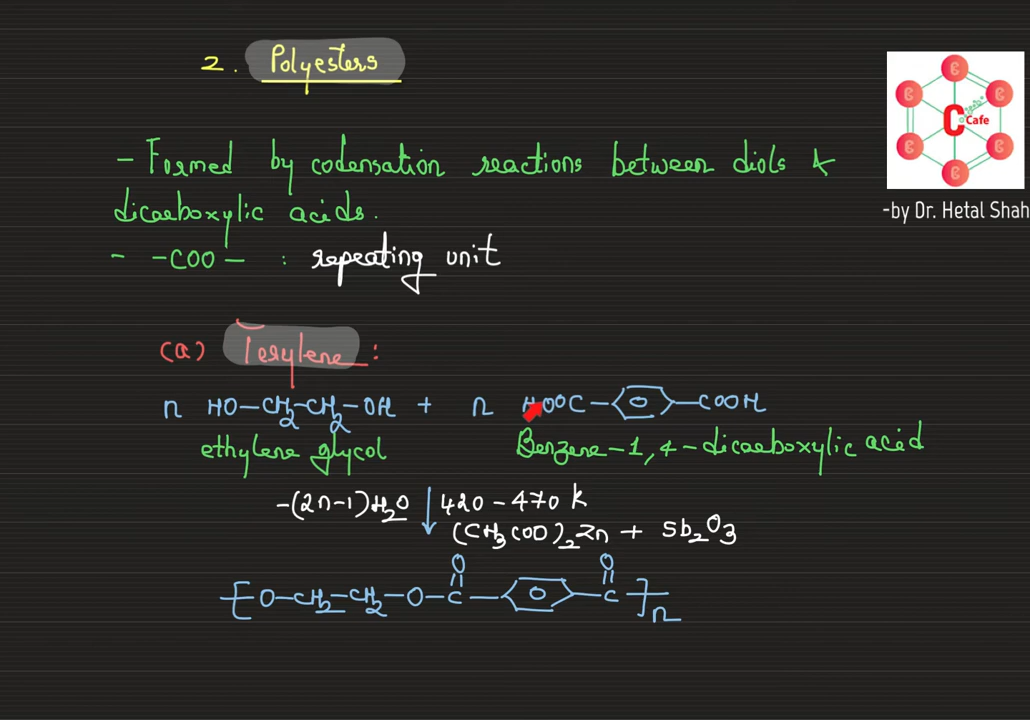 2. Polyesters
- Formed by codensation reactions between diols &
dicarboxylic acids.
- -COO- : repeating unit
(a) Terylene :
n HO-CH2-CH2-OH + n HOOC- -COOH
ethylene glycol Benzene-1,4-dicarboxylic acid
-(2n-1)H2O 420-470 K
(CH3COO)2Zn + Sb2O3
[O-CH2-CH2-O-C(=O)- -C(=O)]n
C Cafe
-by Dr. Hetal Shah